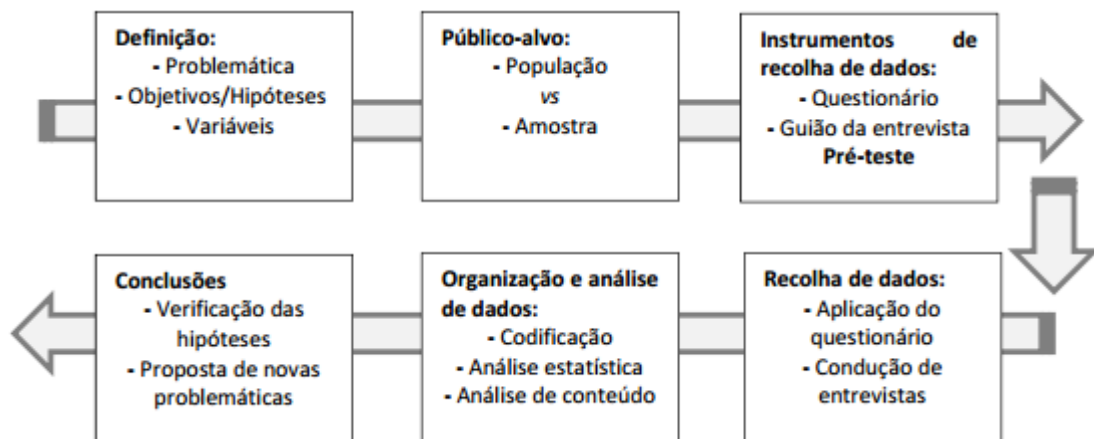 Definição:
- Problemática
- Objetivos/Hipóteses
- Variáveis
Público-alvo:
- População
vs
- Amostra
Instrumentos de
recolha de dados:
- Questionário
- Guião da entrevista
Pré-teste
Recolha de dados:
- Aplicação do
questionário
- Condução de
entrevistas
Organização e análise
de dados:
- Codificação
- Análise estatística
- Análise de conteúdo
Conclusões
- Verificação das
hipóteses
- Proposta de novas
problemáticas